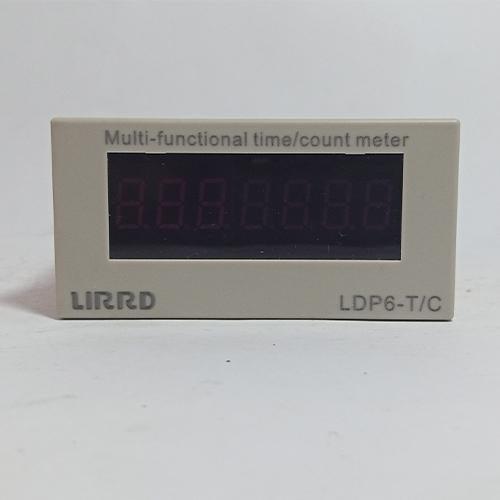 Multi-functional time/count meter
LIRRD
LDP6-T/C